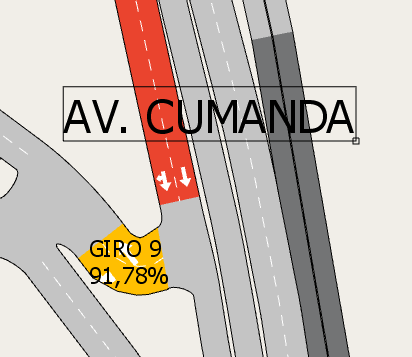 AV. CUMANDA
GIRO 9
91,78%